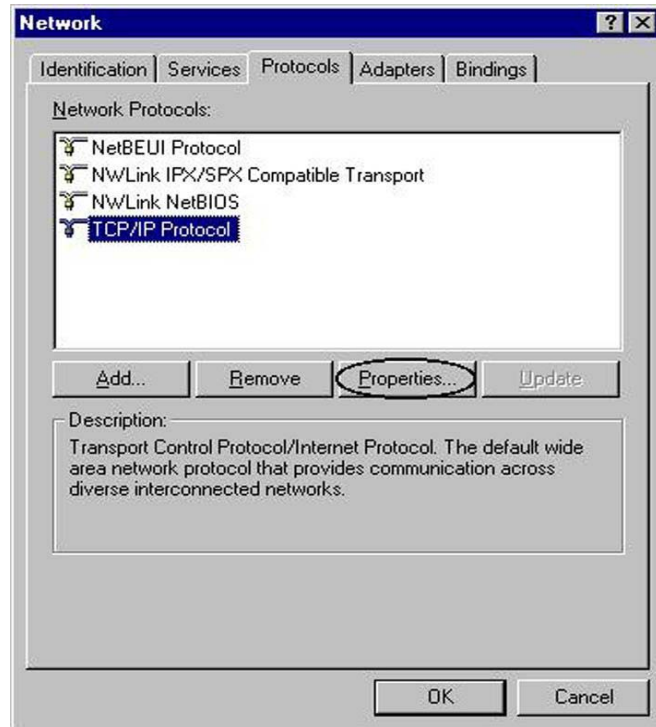 Network
Identification Services Protocols Adapters Bindings
Network Protocols:
NetBEUI Protocol
NWLink IPX/SPX Compatible Transport
NWLink NetBIOS
TCP/IP Protocol
Add... Remove Properties... Update
Description:
Transport Control Protocol/Internet Protocol. The default wide
area network protocol that provides communication across
diverse interconnected networks.
OK Cancel